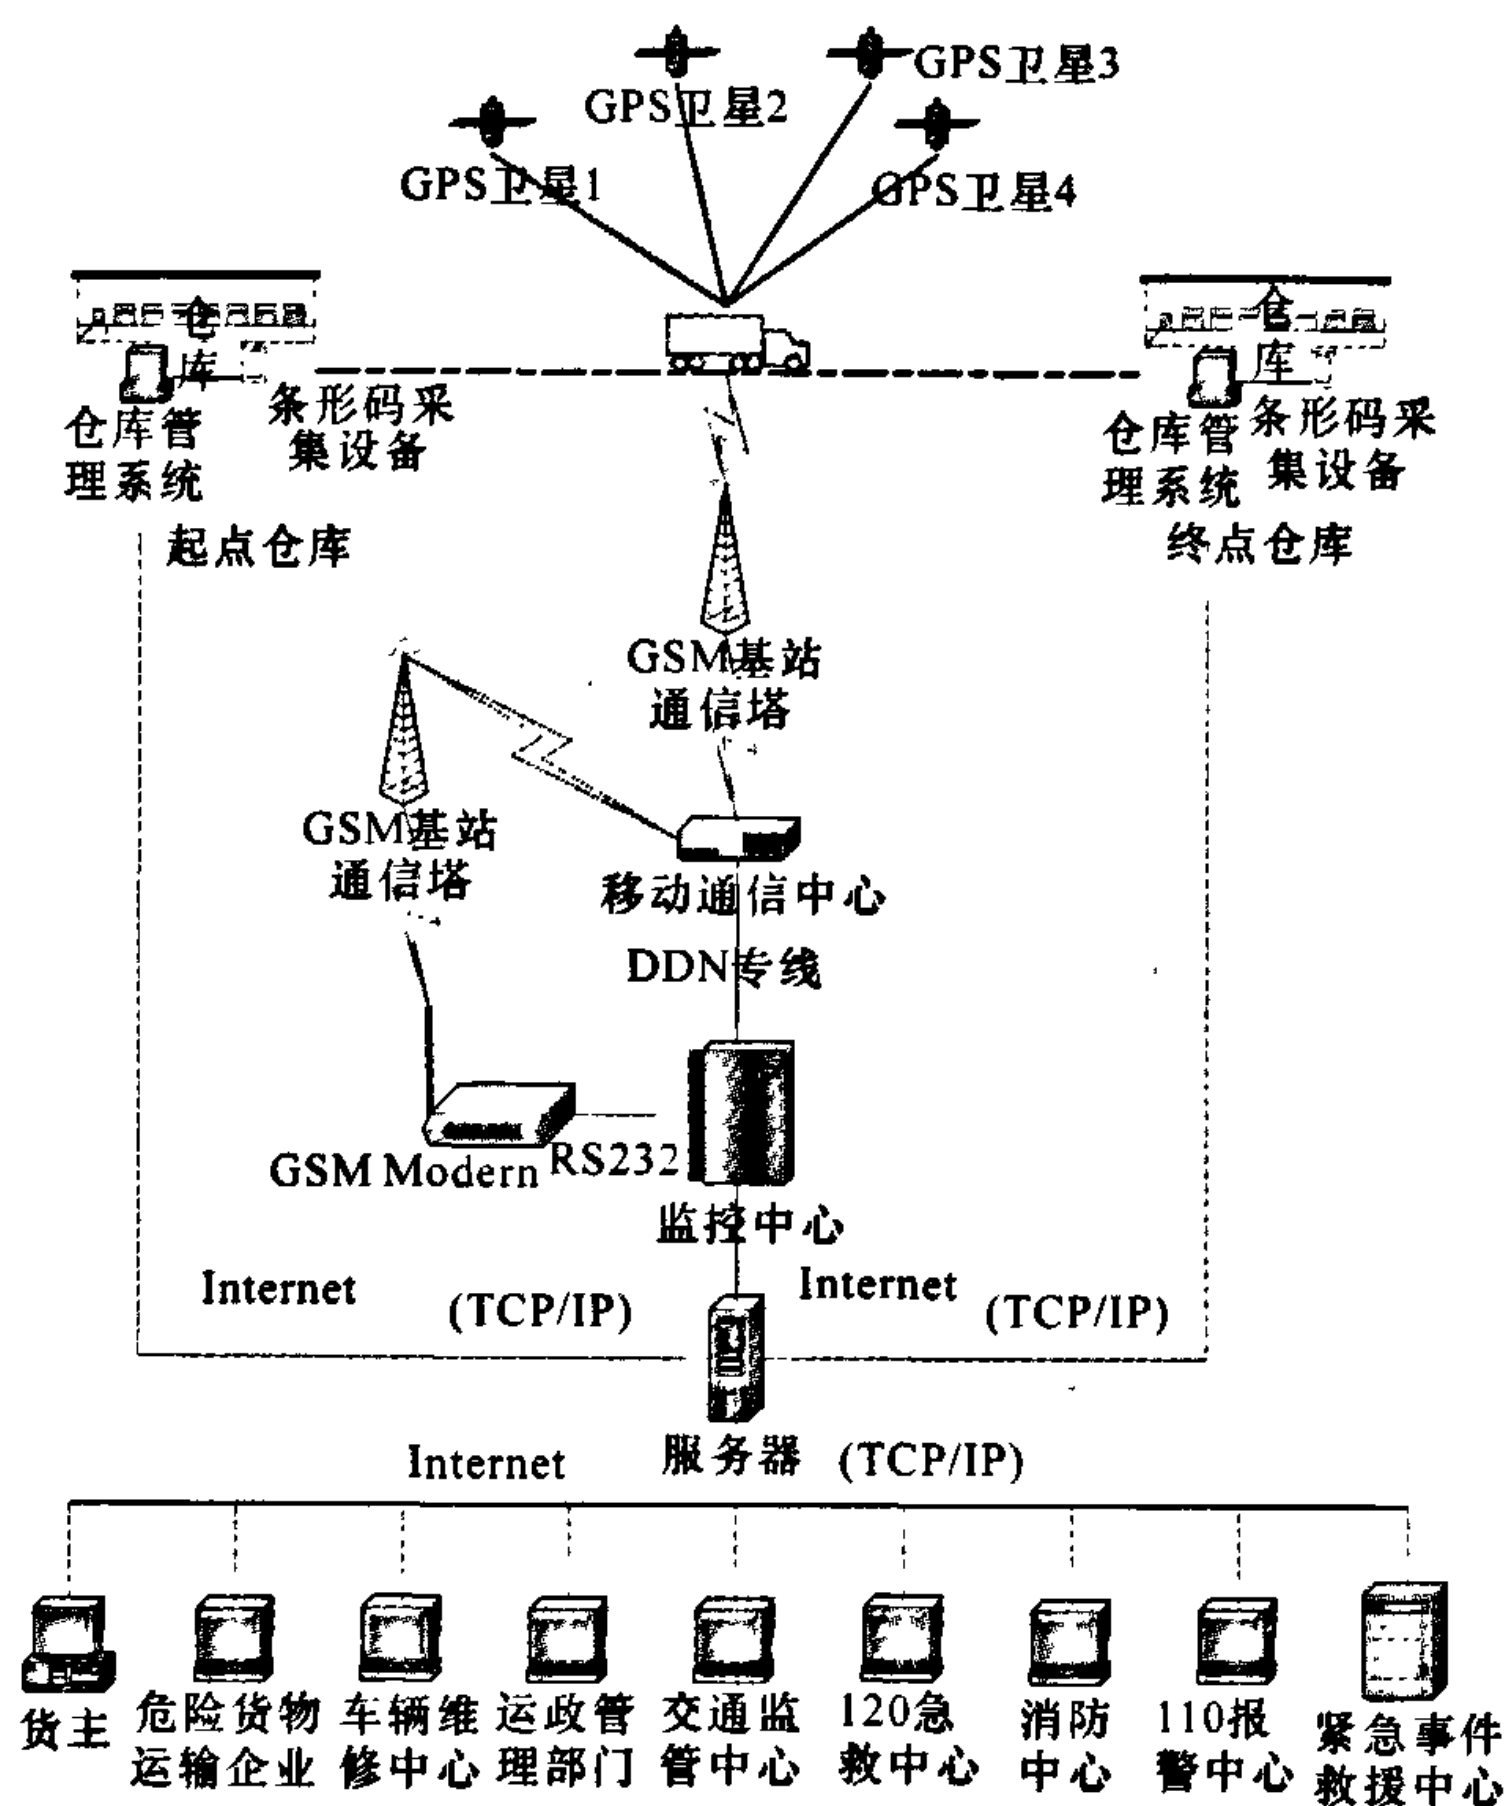 GPS卫星3
GPS卫星2
GPS卫星1
GPS卫星4
仓
库
仓
库
条形码采
集设备
仓库管
理系统
条形码采
集设备
仓库管
理系统
起点仓库
终点仓库
GSM基站
通信塔
GSM基站
通信塔
移动通信中心
DDN专线
GSM Modern
RS232
监控中心
Internet
(TCP/IP)
Internet
(TCP/IP)
Internet
服务器
(TCP/IP)
货主
危险货物
运输企业
车辆维
修中心
运政管
理部门
交通监
管中心
120急
救中心
消防
中心
110报
警中心
紧急事件
救援中心